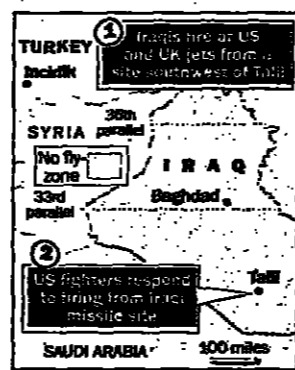 1
Iraqis fire at US
and UK jets from a
site southwest of Talil
TURKEY
Incirlik
SYRIA
36th
parallel
No fly-
zone
IRAQ
33rd
parallel
Baghdad
2
US fighters respond
to firing from Iraqi
missile site
Talil
SAUDI ARABIA
100 miles